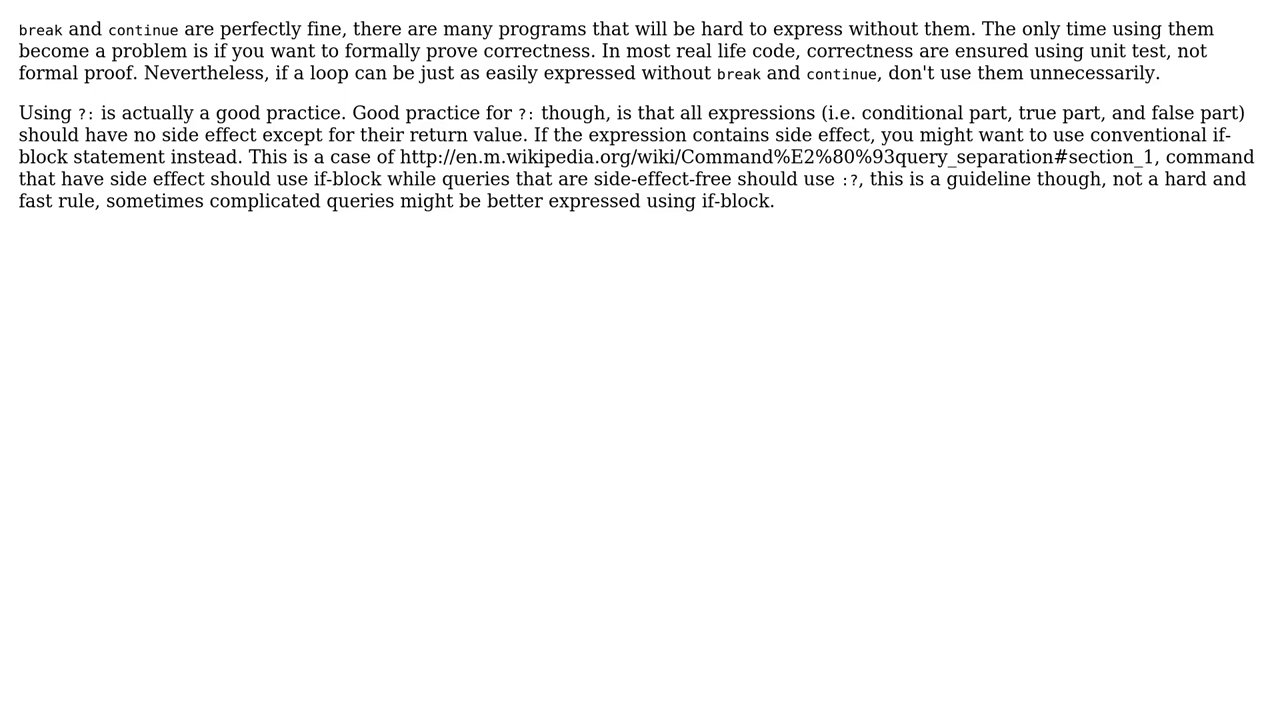 break and continue are perfectly fine, there are many programs that will be hard to express without them. The only time using them
become a problem is if you want to formally prove correctness. In most real life code, correctness are ensured using unit test, not
formal proof. Nevertheless, if a loop can be just as easily expressed without break and continue, don't use them unnecessarily.
Using ?: is actually a good practice. Good practice for ?: though, is that all expressions (i.e. conditional part, true part, and false part)
should have no side effect except for their return value. If the expression contains side effect, you might want to use conventional if-
block statement instead. This is a case of http://en.m.wikipedia.org/wiki/Command%E2%80%93query_separation#section_1, command
that have side effect should use if-block while queries that are side-effect-free should use :?, this is a guideline though, not a hard and
fast rule, sometimes complicated queries might be better expressed using if-block.